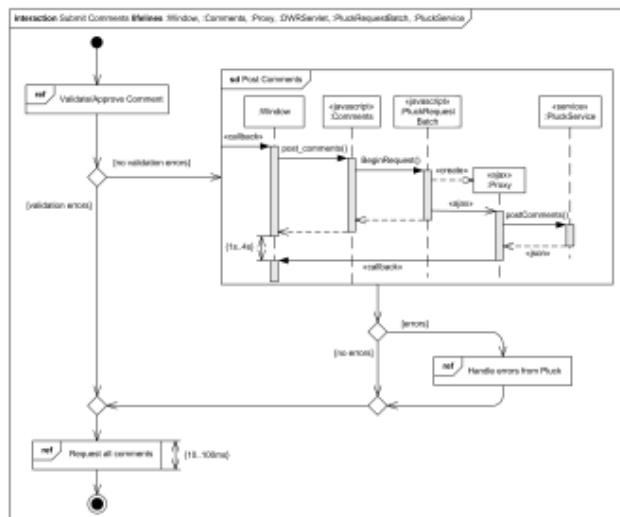 interaction Submit Comments lifelines :Window, :Comments, :Proxy, :DWRServlet, :PluckRequestBatch, :PluckService
sd Post Comments
ref
Validate/Approve Comment
:Window
«javascript»
:Comments
«javascript»
:PluckRequest
Batch
«service»
:PluckService
«callback»
post_comments()
BeginRequest()
«create»
«ajax»
:Proxy
[no validation errors]
[validation errors]
«ajax»
postComments()
{1s..4s}
«json»
«callback»
[errors]
[no errors]
ref
Handle errors from Pluck
ref
Request all comments
{10..100ms}